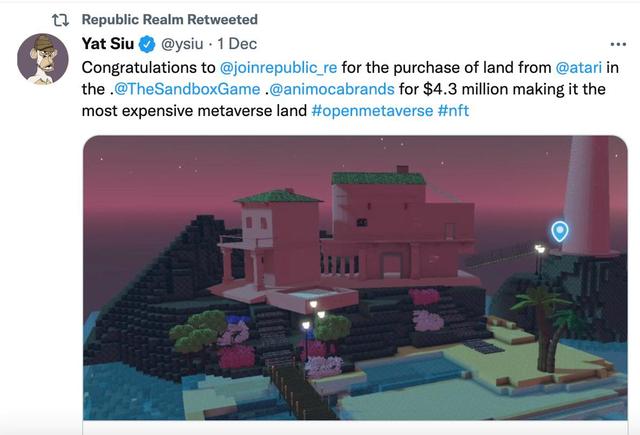 Republic Realm Retweeted
Yat Siu @ysiu · 1 Dec
Congratulations to @joinrepublic_re for the purchase of land from @atari in
the .@TheSandboxGame .@animocabrands for $4.3 million making it the
most expensive metaverse land #openmetaverse #nft